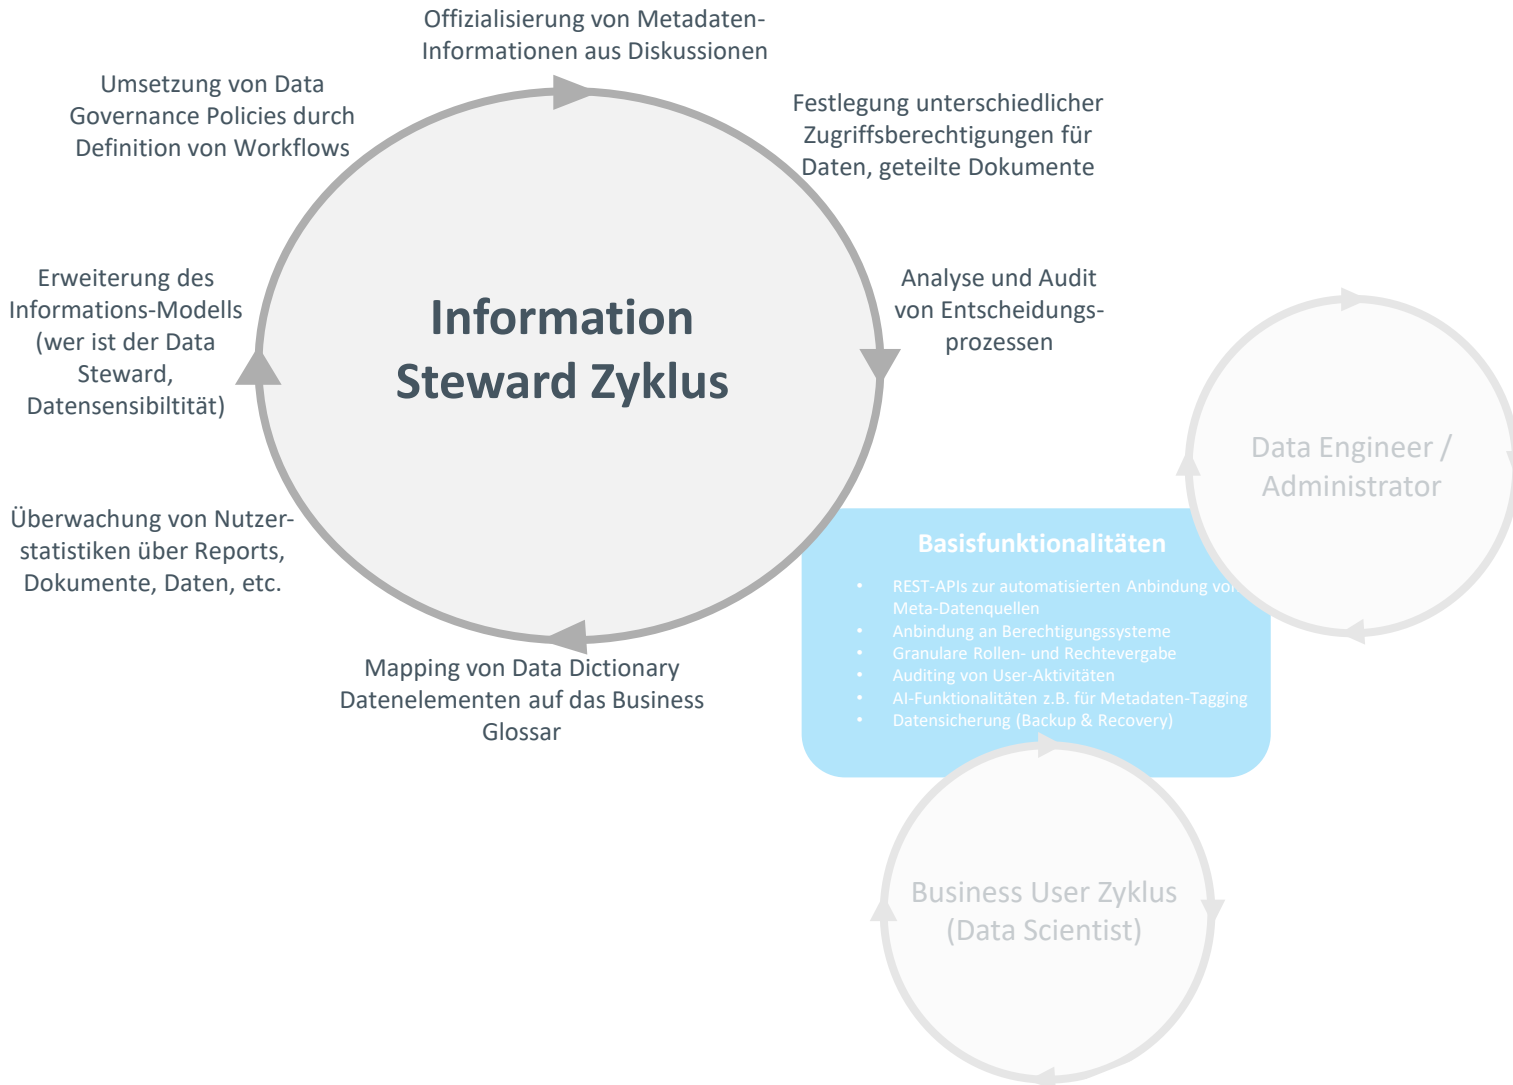 Offizialisierung von Metadaten-
Informationen aus Diskussionen
Umsetzung von Data
Governance Policies durch
Definition von Workflows
Festlegung unterschiedlicher
Zugriffsberechtigungen für
Daten, geteilte Dokumente
Erweiterung des
Informations-Modells
(wer ist der Data
Steward,
Datensensibiltität)
Information
Steward Zyklus
Analyse und Audit
von Entscheidungs-
prozessen
Data Engineer /
Administrator
Überwachung von Nutzer-
statistiken über Reports,
Dokumente, Daten, etc.
Basisfunktionalitäten
• REST-APIs zur automatisierten Anbindung von
Meta-Datenquellen
• Anbindung an Berechtigungssysteme
• Granulare Rollen- und Rechtevergabe
• Auditing von User-Aktivitäten
• AI-Funktionalitäten z.B. für Metadaten-Tagging
• Datensicherung (Backup & Recovery)
Mapping von Data Dictionary
Datenelementen auf das Business
Glossar
Business User Zyklus
(Data Scientist)